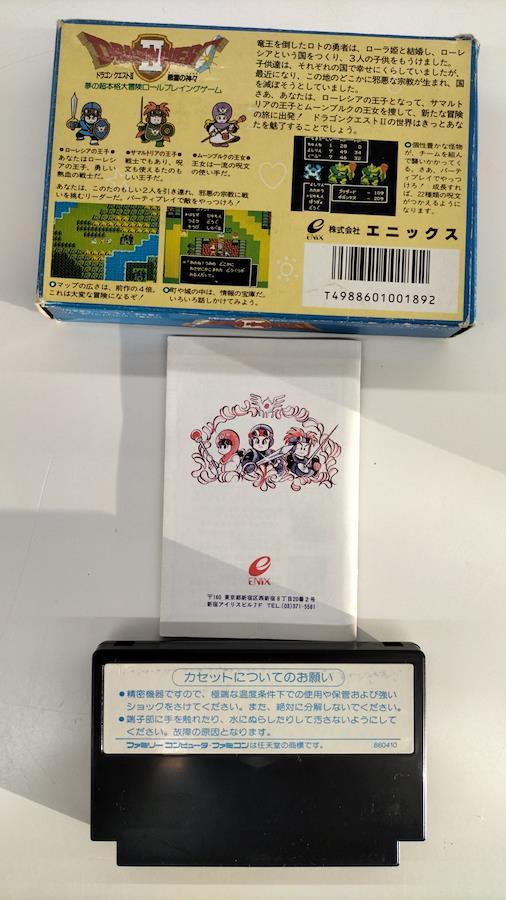 DRAGON QUEST II
ドラゴンクエストII 悪霊の神々
夢の超本格大冒険ロールプレイングゲーム
竜王を倒したロトの勇者は、ローラ姫と結婚し、ローレ
シアという国をつくり、3人の子供をもうけました。
子供達は、それぞれの国で幸せにくらしていましたが、
最近になり、この地のどこかに邪悪な宗教が生まれ、国
を滅ぼそうとしていました。
さあ、あなたは、ローレシアの王子となって、サマルト
リアの王子とムーンブルクの王女を捜して、新たな冒険
の旅に出発！ ドラゴンクエストIIの世界はきっとあな
たを魅了することでしょう。
●ローレシアの王子●
あなたはローレシ
アの王子。勇しい
熱血の戦士だ。
●サマルトリアの王子●
戦士でもあり、呪
文も使えるたのも
しい王子だ。
●ムーンブルクの王女●
王女は一流の呪文
の使い手だ。
あなたは、このたのもしい2人を引き連れ、邪悪な宗教に戦
いを挑むリーダーだ。パーティプレイで敵をやっつけろ！
●個性豊かな怪物
が、チームを組ん
で襲いかかってく
る。さあ、パーテ
ィプレイでやっつ
けろ！ 成長すれ
ば、22種類の呪文
がつかえるように
なります。
●マップの広さは、前作の4倍。
これは大変な冒険になるぞ！
●町や城の中は、情報の宝庫だ。
いろいろ話しかけてみよう。
ENIX 株式会社 エニックス
T4988601001892
ENIX
〒160 東京都新宿区西新宿8丁目20番2号
新宿アイリスビル7F TEL(03)371-5581
カセットについてのお願い
●精密機器ですので、極端な温度条件下での使用や保管および強い
ショックをさけてください。また、絶対に分解しないでください。
●端子部に手を触れたり、水にぬらしたりして汚さないようにして
ください。故障の原因となります。
ファミリーコンピュータ・ファミコンは任天堂の商標です。
860410